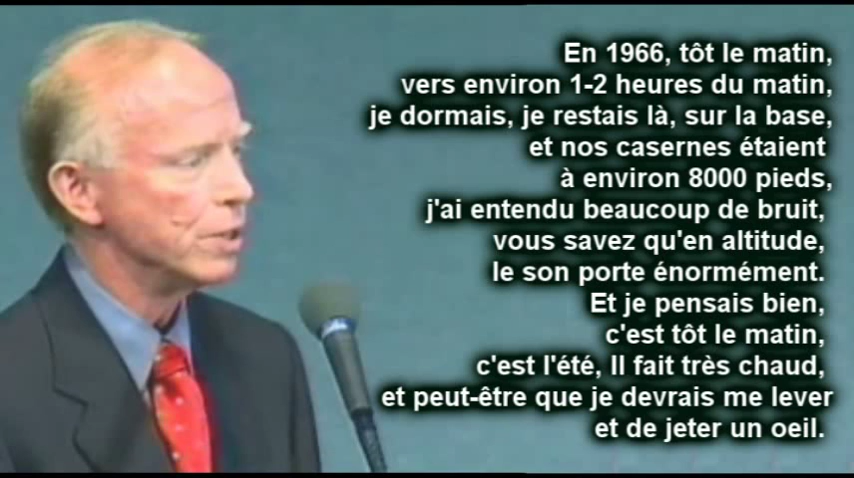 En 1966, tôt le matin,
vers environ 1-2 heures du matin,
je dormais, je restais là, sur la base,
et nos casernes étaient
à environ 8000 pieds,
j'ai entendu beaucoup de bruit,
vous savez qu'en altitude,
le son porte énormément.
Et je pensais bien,
c'est tôt le matin,
c'est l'été, Il fait très chaud,
et peut-être que je devrais me lever
et de jeter un oeil.